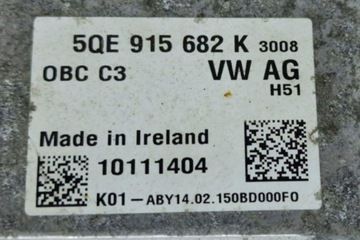 5QE 915 682 K 3008
OBC C3 VW AG
H51
Made in Ireland
10111404
K01-ABY14.02.150BD000F0